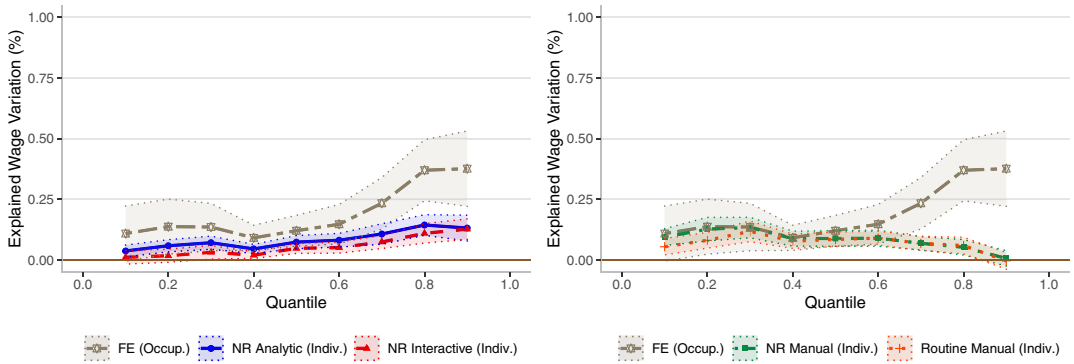 Explained Wage Variation (%)
1.00
0.75
0.50
0.25
0.00
0.0 0.2 0.4 0.6 0.8 1.0
Quantile
FE (Occup.) NR Analytic (Indiv.) NR Interactive (Indiv.)
Explained Wage Variation (%)
1.00
0.75
0.50
0.25
0.00
0.0 0.2 0.4 0.6 0.8 1.0
Quantile
FE (Occup.) NR Manual (Indiv.) Routine Manual (Indiv.)